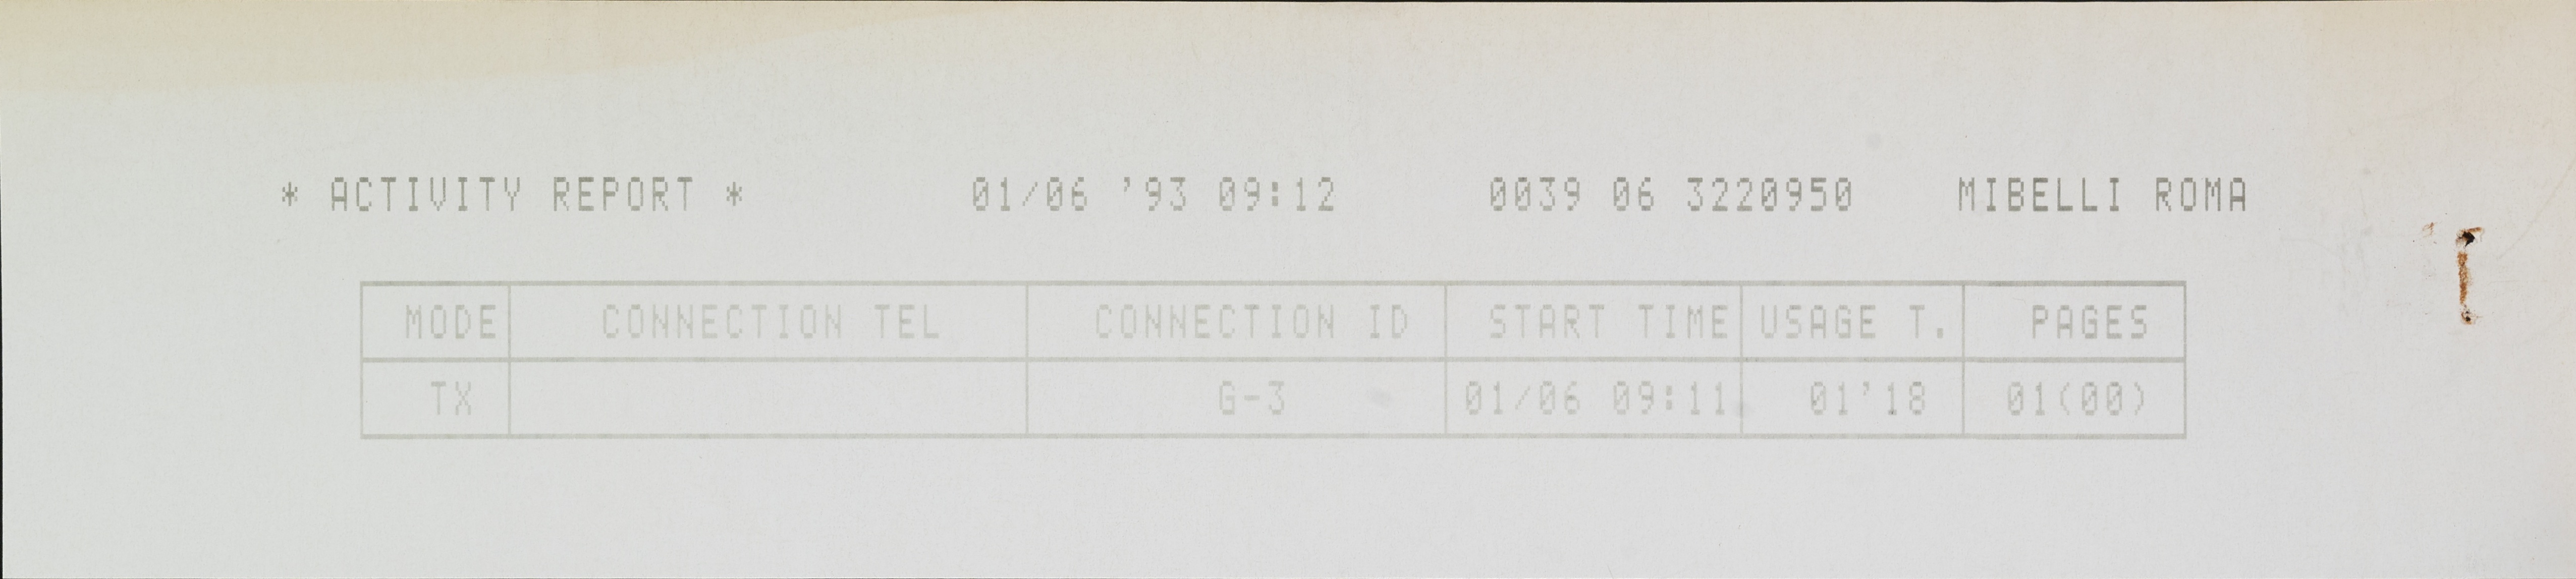 * ACTIVITY REPORT * 01/06 '93 09:12 0039 06 3220950 MIBELLI ROMA
MODE CONNECTION TEL CONNECTION ID START TIME USAGE T. PAGES
TX G-3 01/06 09:11 01'18 01(00)